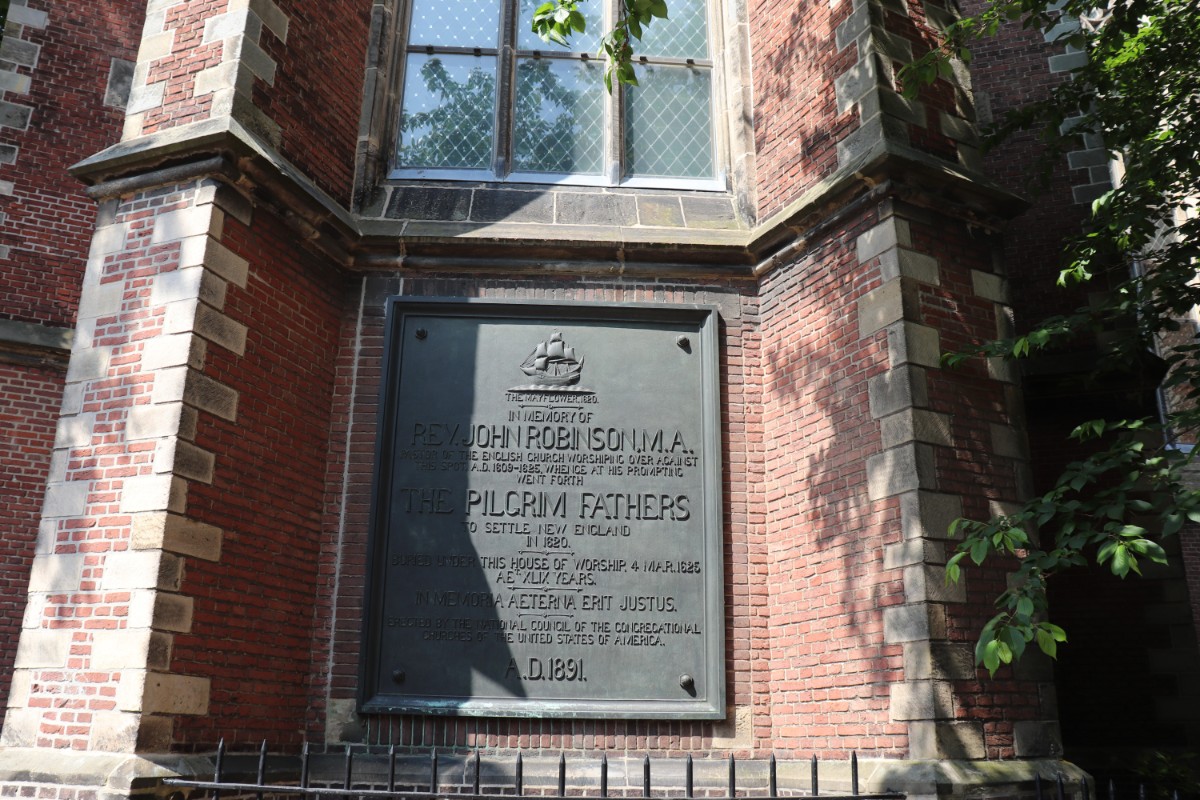 THE MAYFLOWER, 1620.
IN MEMORY OF
REV. JOHN ROBINSON, M.A.
PASTOR OF THE ENGLISH CHURCH WORSHIPING OVER AGAINST
THIS SPOT, A.D. 1609-1625, WHENCE AT HIS PROMPTING
WENT FORTH
THE PILGRIM FATHERS
TO SETTLE NEW ENGLAND
IN 1620.
BURIED UNDER THIS HOUSE OF WORSHIP, 4 MAR. 1625
AET. XLIX YEARS.
IN MEMORIA AETERNA ERIT JUSTUS.
ERECTED BY THE NATIONAL COUNCIL OF THE CONGREGATIONAL
CHURCHES OF THE UNITED STATES OF AMERICA.
A.D. 1891.